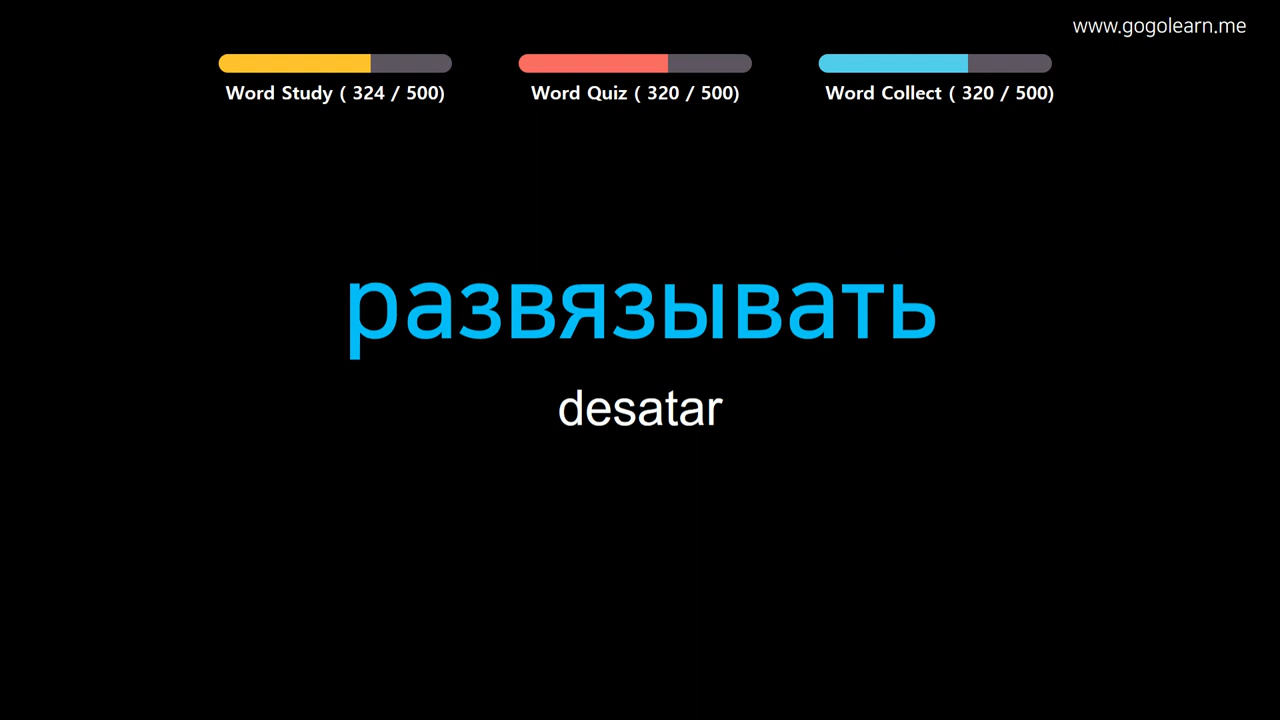 www.gogolearn.me
Word Study ( 324 / 500)
Word Quiz ( 320 / 500)
Word Collect ( 320 / 500)
развязывать
desatar